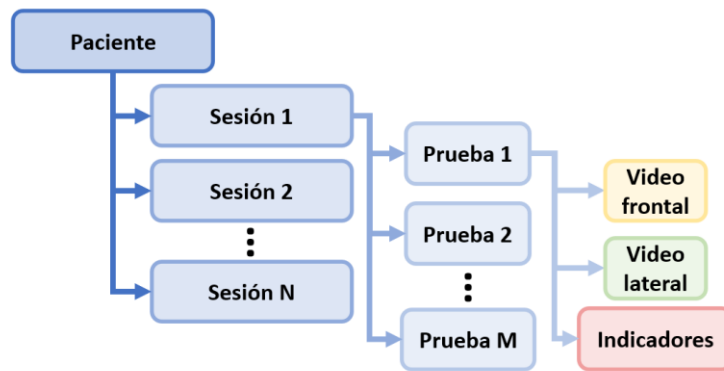 Paciente
Sesión 1
Sesión 2
Sesión N
Prueba 1
Prueba 2
Prueba M
Video
frontal
Video
lateral
Indicadores